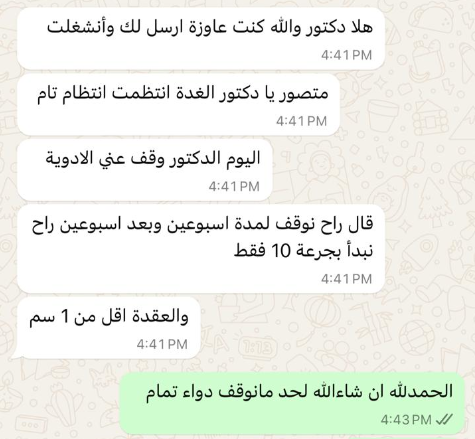 هلا دكتور والله كنت عاوزة ارسل لك وأنشغلت
4:41 PM
متصور يا دكتور الغدة انتظمت انتظام تام
4:41 PM
اليوم الدكتور وقف عني الادوية
4:41 PM
قال راح نوقف لمدة اسبوعين وبعد اسبوعين راح
نبدأ بجرعة 10 فقط
4:41 PM
والعقدة اقل من 1 سم
4:41 PM
الحمدلله ان شاءالله لحد مانوقف دواء تمام
4:43 PM